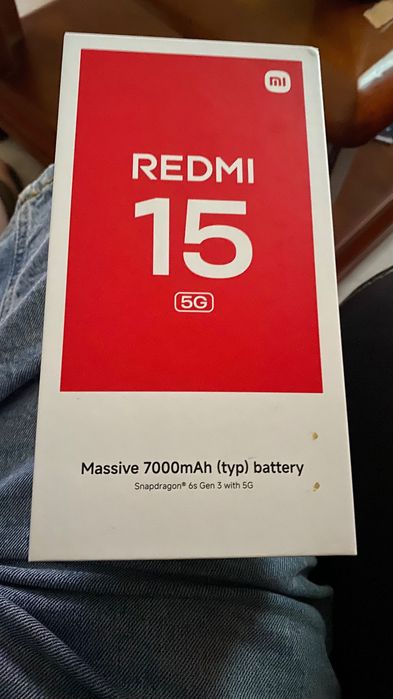 mi
REDMI
15
5G
Massive 7000mAh (typ) battery
Snapdragon® 6s Gen 3 with 5G